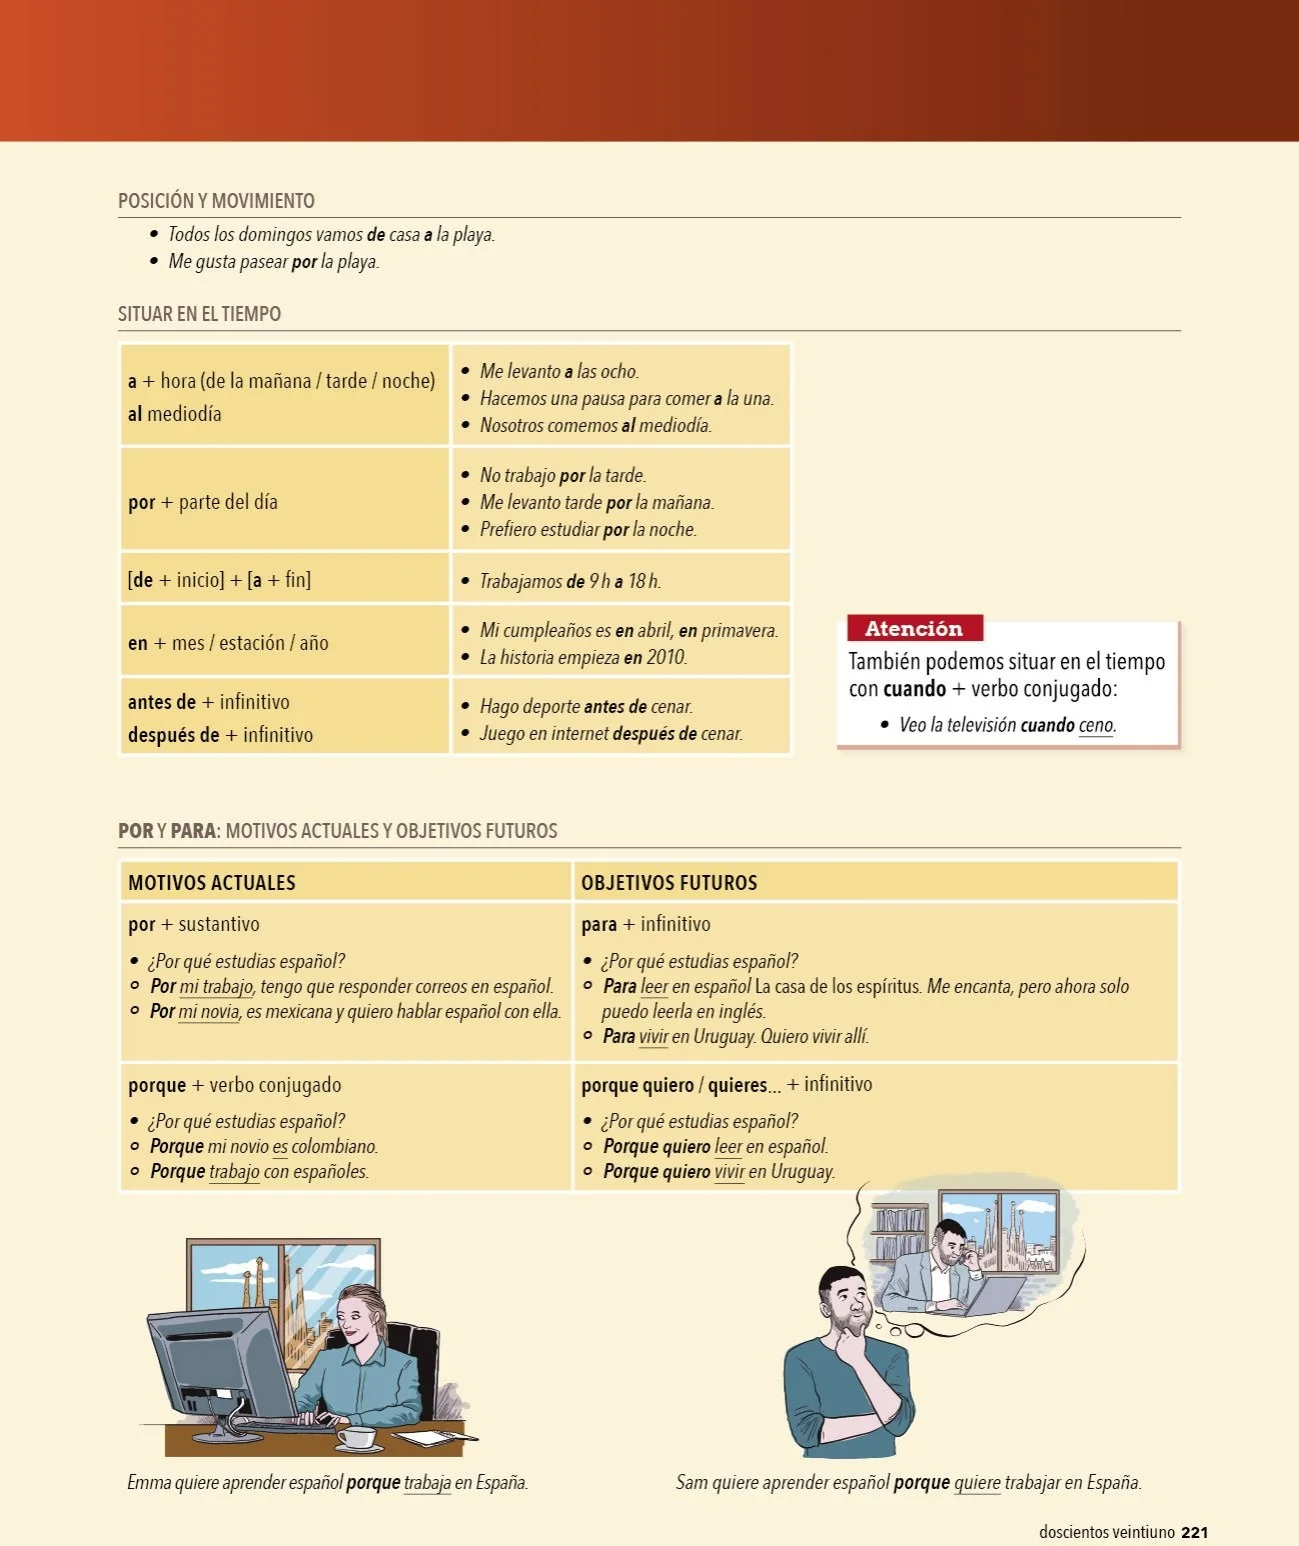 POSICIÓN Y MOVIMIENTO
• Todos los domingos vamos de casa a la playa.
• Me gusta pasear por la playa.
SITUAR EN EL TIEMPO
a + hora (de la mañana / tarde / noche)
al mediodía
• Me levanto a las ocho.
• Hacemos una pausa para comer a la una.
• Nosotros comemos al mediodía.
por + parte del día
• No trabajo por la tarde.
• Me levanto tarde por la mañana.
• Prefiero estudiar por la noche.
[de + inicio] + [a + fin]
• Trabajamos de 9 h a 18 h.
en + mes / estación / año
• Mi cumpleaños es en abril, en primavera.
• La historia empieza en 2010.
antes de + infinitivo
después de + infinitivo
• Hago deporte antes de cenar.
• Juego en internet después de cenar.
Atención
También podemos situar en el tiempo
con cuando + verbo conjugado:
• Veo la televisión cuando ceno.
POR Y PARA: MOTIVOS ACTUALES Y OBJETIVOS FUTUROS
MOTIVOS ACTUALES
OBJETIVOS FUTUROS
por + sustantivo
• ¿Por qué estudias español?
○ Por mi trabajo, tengo que responder correos en español.
○ Por mi novia, es mexicana y quiero hablar español con ella.
para + infinitivo
• ¿Por qué estudias español?
○ Para leer en español La casa de los espíritus. Me encanta, pero ahora solo
puedo leerla en inglés.
○ Para vivir en Uruguay. Quiero vivir allí.
porque + verbo conjugado
• ¿Por qué estudias español?
○ Porque mi novio es colombiano.
○ Porque trabajo con españoles.
porque quiero / quieres... + infinitivo
• ¿Por qué estudias español?
○ Porque quiero leer en español.
○ Porque quiero vivir en Uruguay.
Emma quiere aprender español porque trabaja en España.
Sam quiere aprender español porque quiere trabajar en España.
doscientos veintiuno 221